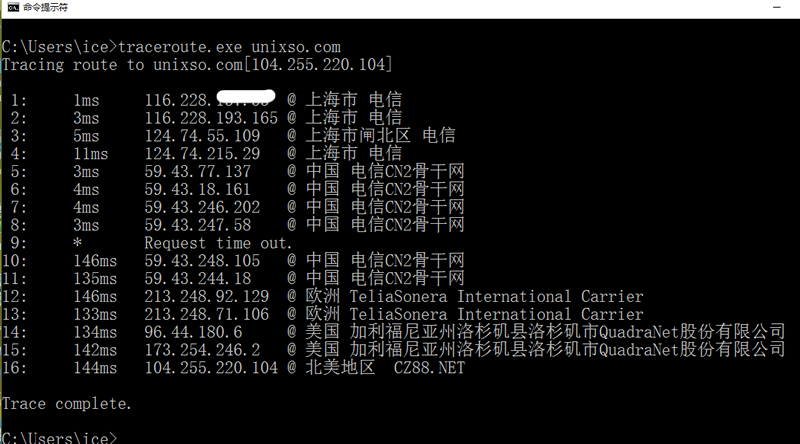 命令提示符
C:\Users\ice>traceroute.exe unixso.com
Tracing route to unixso.com[104.255.220.104]
1: 1ms 116.228. @ 上海市 电信
2: 3ms 116.228.193.165 @ 上海市 电信
3: 5ms 124.74.55.109 @ 上海市闸北区 电信
4: 11ms 124.74.215.29 @ 上海市 电信
5: 3ms 59.43.77.137 @ 中国 电信CN2骨干网
6: 4ms 59.43.18.161 @ 中国 电信CN2骨干网
7: 4ms 59.43.246.202 @ 中国 电信CN2骨干网
8: 3ms 59.43.247.58 @ 中国 电信CN2骨干网
9: * Request time out.
10: 146ms 59.43.248.105 @ 中国 电信CN2骨干网
11: 135ms 59.43.244.18 @ 中国 电信CN2骨干网
12: 146ms 213.248.92.129 @ 欧洲 TeliaSonera International Carrier
13: 133ms 213.248.71.106 @ 欧洲 TeliaSonera International Carrier
14: 134ms 96.44.180.6 @ 美国 加利福尼亚州洛杉矶县洛杉矶市QuadraNet股份有限公司
15: 142ms 173.254.246.2 @ 美国 加利福尼亚州洛杉矶县洛杉矶市QuadraNet股份有限公司
16: 144ms 104.255.220.104 @ 北美地区 CZ88.NET
Trace complete.
C:\Users\ice>